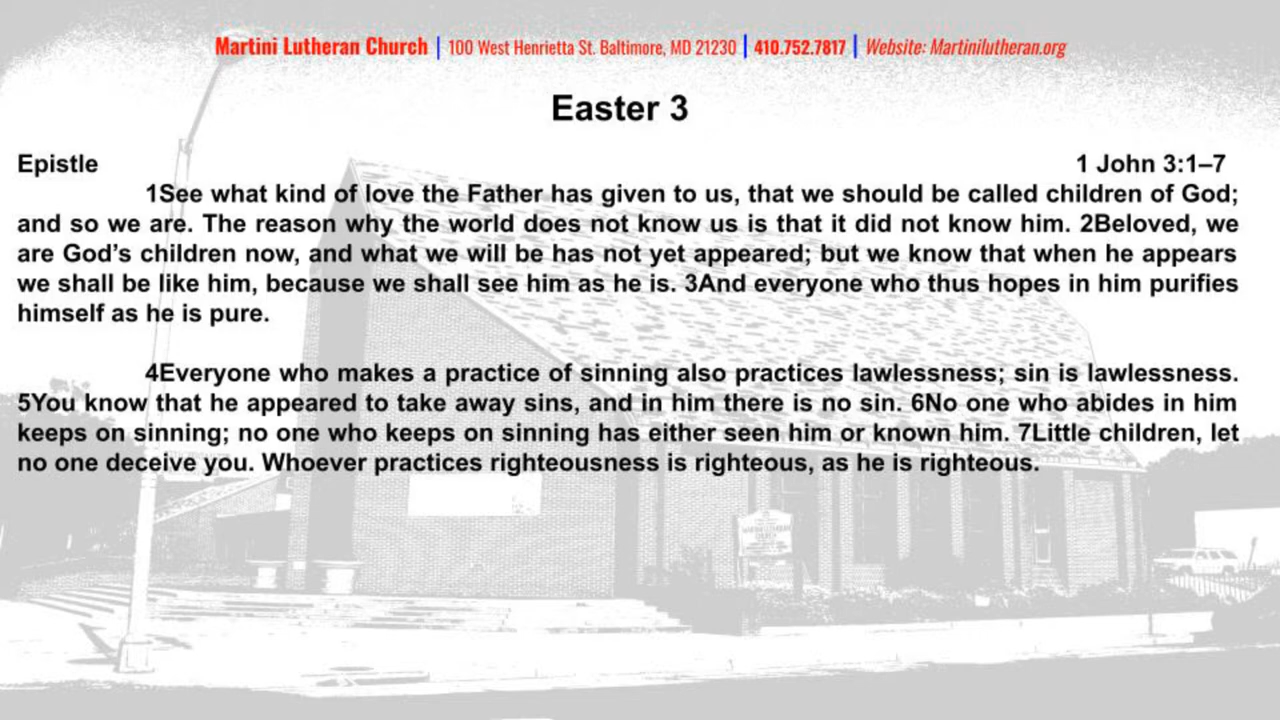 Martini Lutheran Church | 100 West Henrietta St. Baltimore, MD 21230 | 410.752.7817 | Website: Martinilutheran.org
Easter 3
Epistle 1 John 3:1–7
1See what kind of love the Father has given to us, that we should be called children of God;
and so we are. The reason why the world does not know us is that it did not know him. 2Beloved, we
are God’s children now, and what we will be has not yet appeared; but we know that when he appears
we shall be like him, because we shall see him as he is. 3And everyone who thus hopes in him purifies
himself as he is pure.
4Everyone who makes a practice of sinning also practices lawlessness; sin is lawlessness.
5You know that he appeared to take away sins, and in him there is no sin. 6No one who abides in him
keeps on sinning; no one who keeps on sinning has either seen him or known him. 7Little children, let
no one deceive you. Whoever practices righteousness is righteous, as he is righteous.